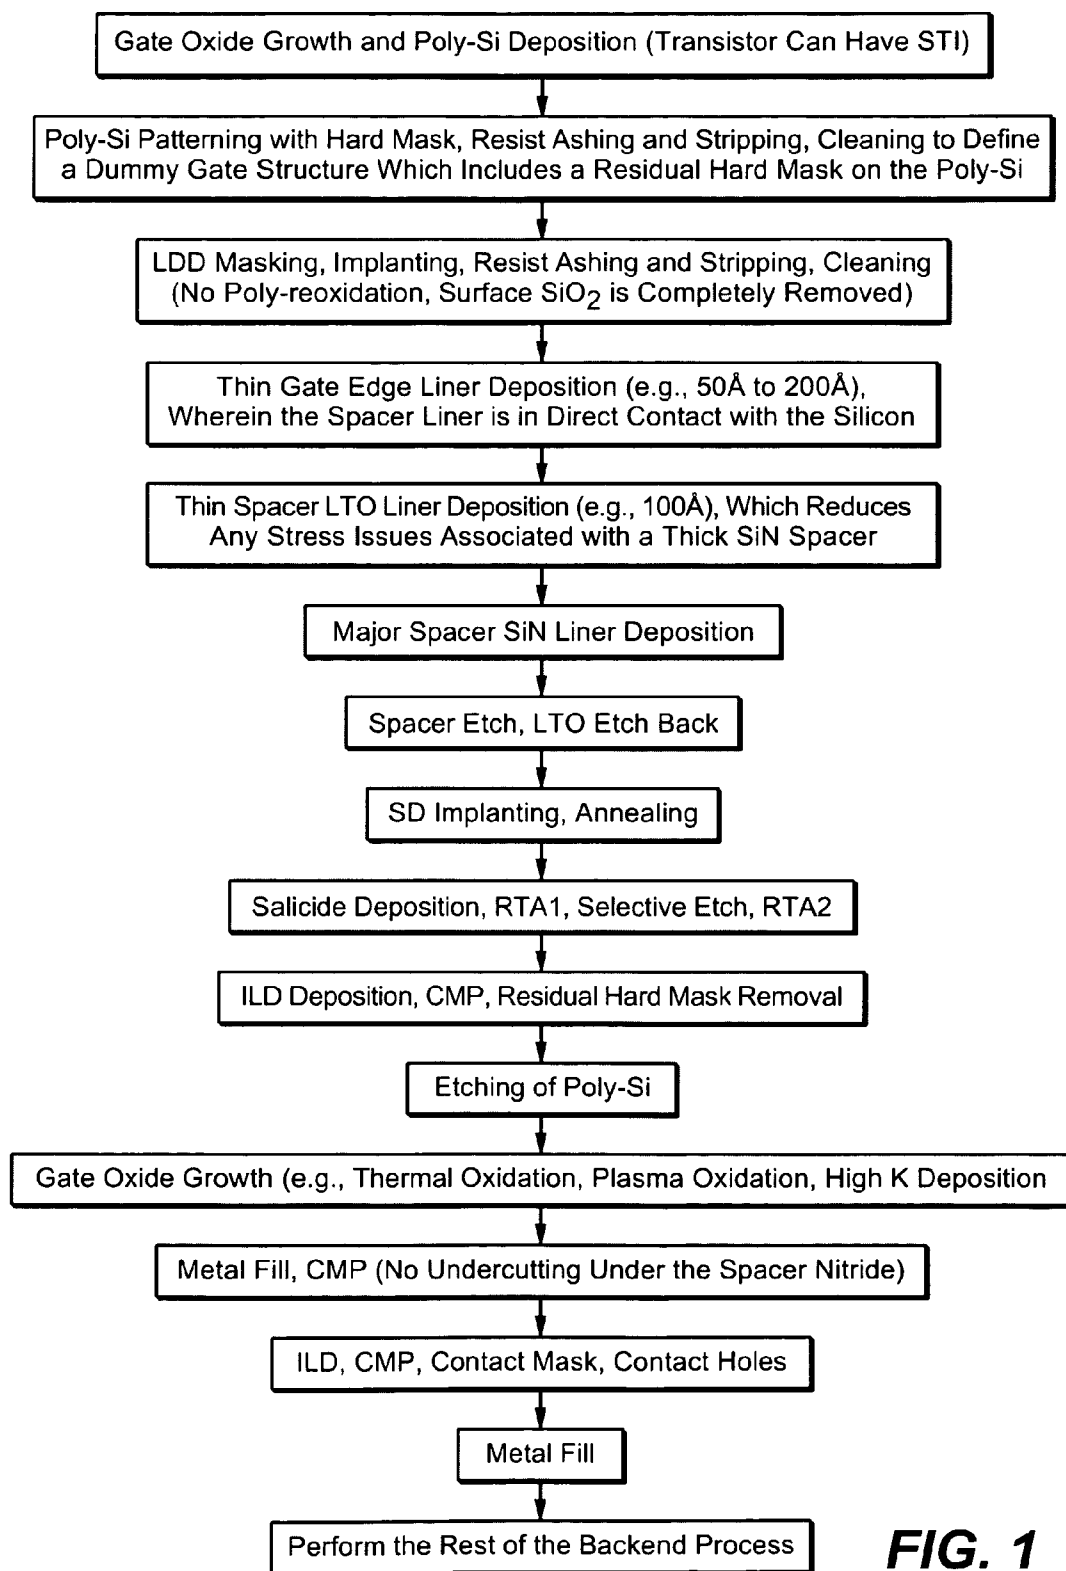 Gate Oxide Growth and Poly-Si Deposition (Transistor Can Have STI)
Poly-Si Patterning with Hard Mask, Resist Ashing and Stripping, Cleaning to Define
a Dummy Gate Structure Which Includes a Residual Hard Mask on the Poly-Si
LDD Masking, Implanting, Resist Ashing and Stripping, Cleaning
(No Poly-reoxidation, Surface SiO2 is Completely Removed)
Thin Gate Edge Liner Deposition (e.g., 50Å to 200Å),
Wherein the Spacer Liner is in Direct Contact with the Silicon
Thin Spacer LTO Liner Deposition (e.g., 100Å), Which Reduces
Any Stress Issues Associated with a Thick SiN Spacer
Major Spacer SiN Liner Deposition
Spacer Etch, LTO Etch Back
SD Implanting, Annealing
Salicide Deposition, RTA1, Selective Etch, RTA2
ILD Deposition, CMP, Residual Hard Mask Removal
Etching of Poly-Si
Gate Oxide Growth (e.g., Thermal Oxidation, Plasma Oxidation, High K Deposition
Metal Fill, CMP (No Undercutting Under the Spacer Nitride)
ILD, CMP, Contact Mask, Contact Holes
Metal Fill
Perform the Rest of the Backend Process
FIG. 1